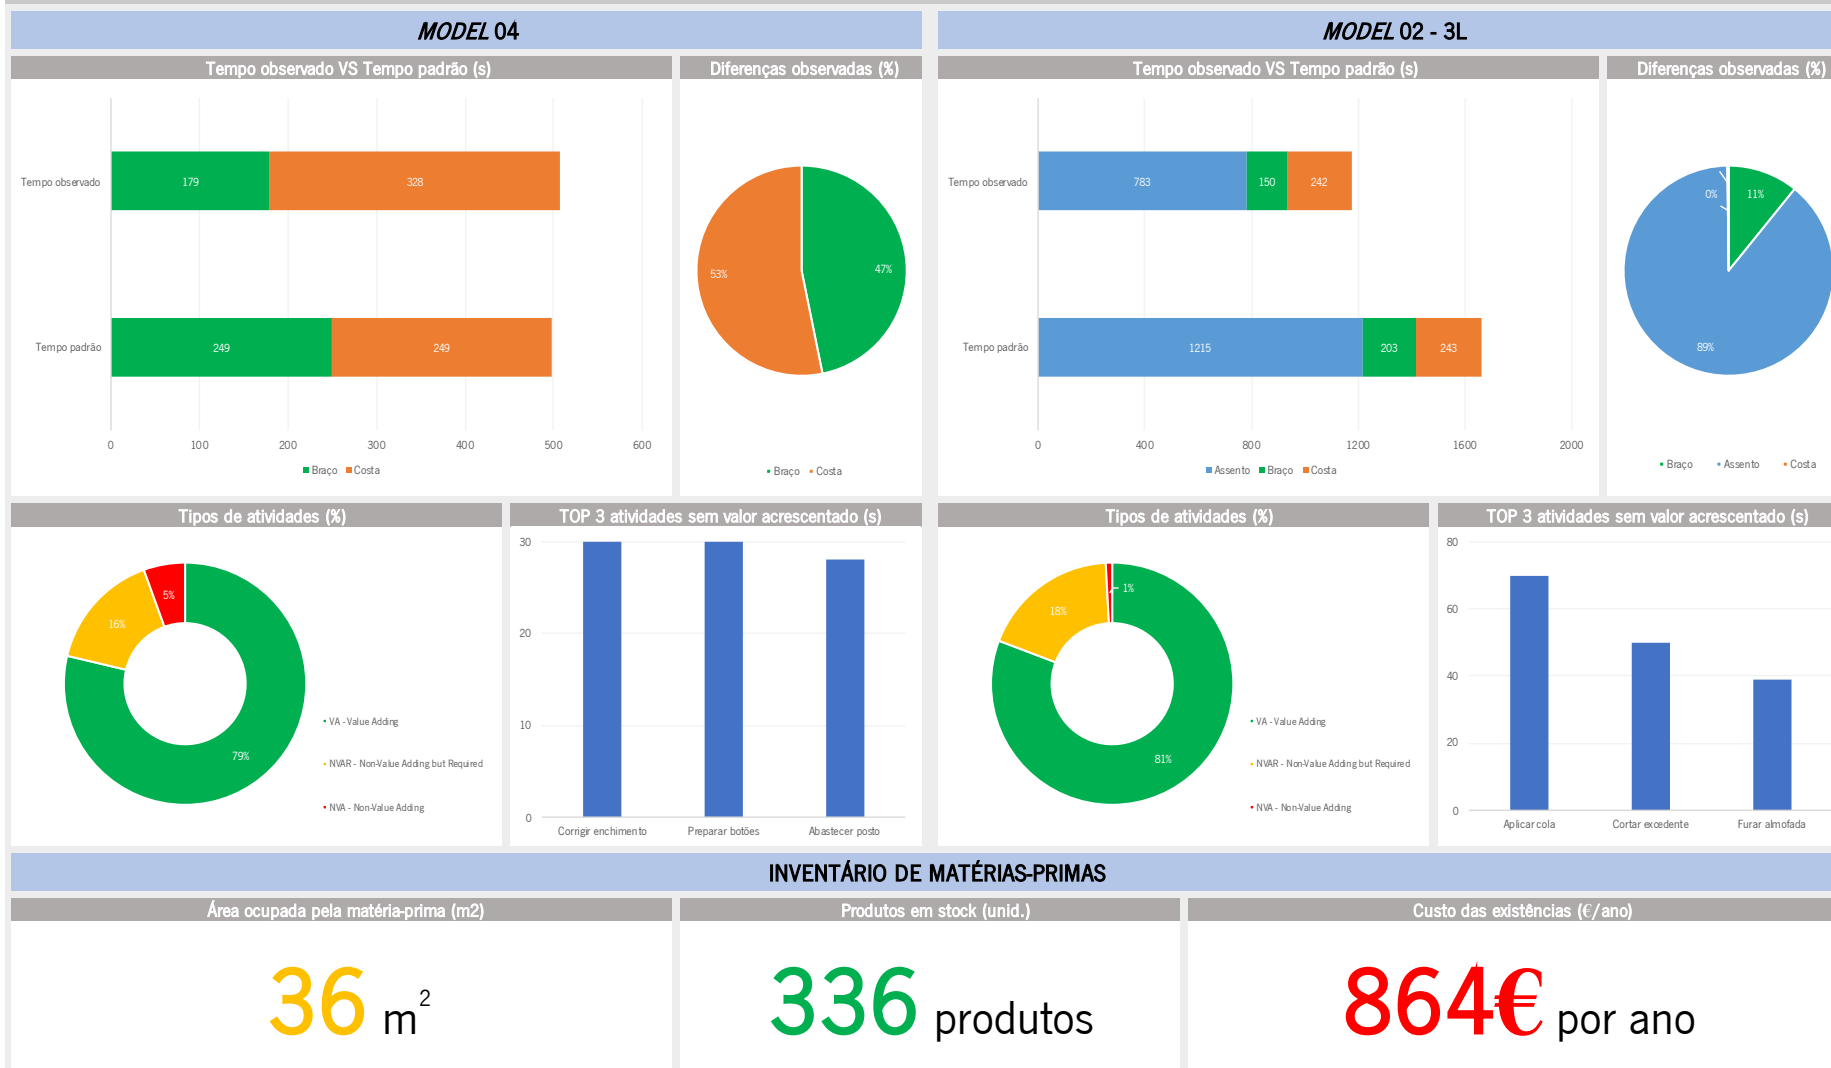 MODEL 04
MODEL 02 - 3L
Tempo observado VS Tempo padrão (s)
Diferenças observadas (%)
Tempo observado VS Tempo padrão (s)
Diferenças observadas (%)
Tempo observado
179
328
Tempo padrão
249
249
0
100
200
300
400
500
600
Braço
Costa
53%
47%
Braço
Costa
Tempo observado
783
150
242
Tempo padrão
1215
203
243
0
400
800
1200
1600
2000
Assento
Braço
Costa
0%
11%
89%
Braço
Assento
Costa
Tipos de atividades (%)
TOP 3 atividades sem valor acrescentado (s)
Tipos de atividades (%)
TOP 3 atividades sem valor acrescentado (s)
5%
16%
79%
VA - Value Adding
NVAR - Non-Value Adding but Required
NVA - Non-Value Adding
30
20
10
0
Corrigir enchimento
Preparar botões
Abastecer posto
1%
18%
81%
VA - Value Adding
NVAR - Non-Value Adding but Required
NVA - Non-Value Adding
80
60
40
20
0
Aplicar cola
Cortar excedente
Furar almofada
INVENTÁRIO DE MATÉRIAS-PRIMAS
Área ocupada pela matéria-prima (m2)
Produtos em stock (unid.)
Custo das existências (€/ano)
36 m²
336 produtos
864€ por ano